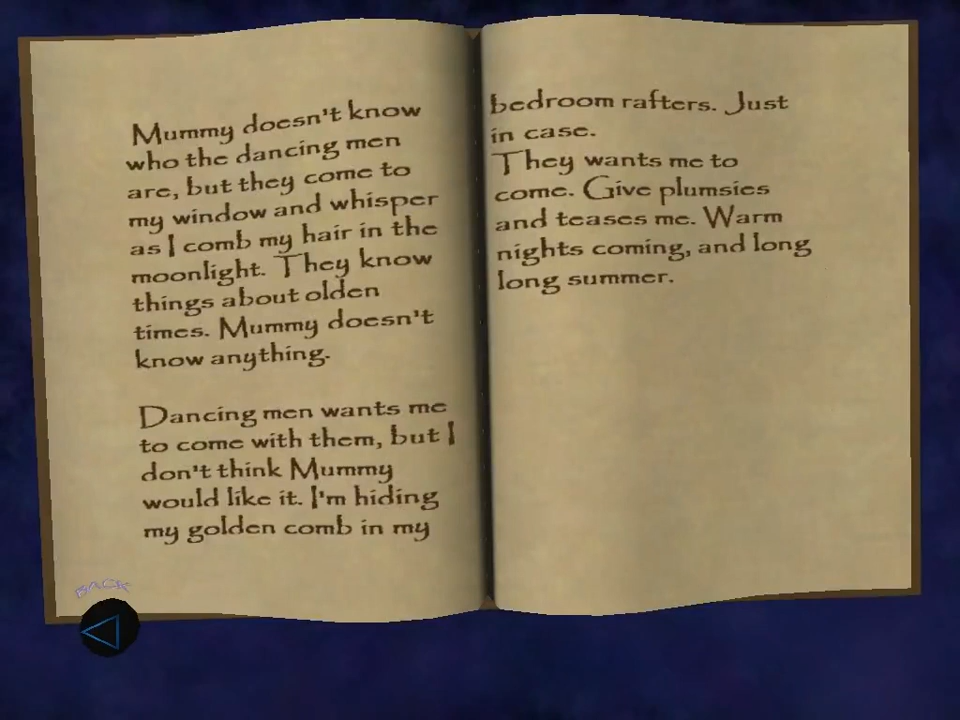 Mummy doesn't know
who the dancing men
are, but they come to
my window and whisper
as I comb my hair in the
moonlight. They know
things about olden
times. Mummy doesn't
know anything.
Dancing men wants me
to come with them, but I
don't think Mummy
would like it. I'm hiding
my golden comb in my
bedroom rafters. Just
in case.
They wants me to
come. Give plumsies
and teases me. Warm
nights coming, and long
long summer.
BACK